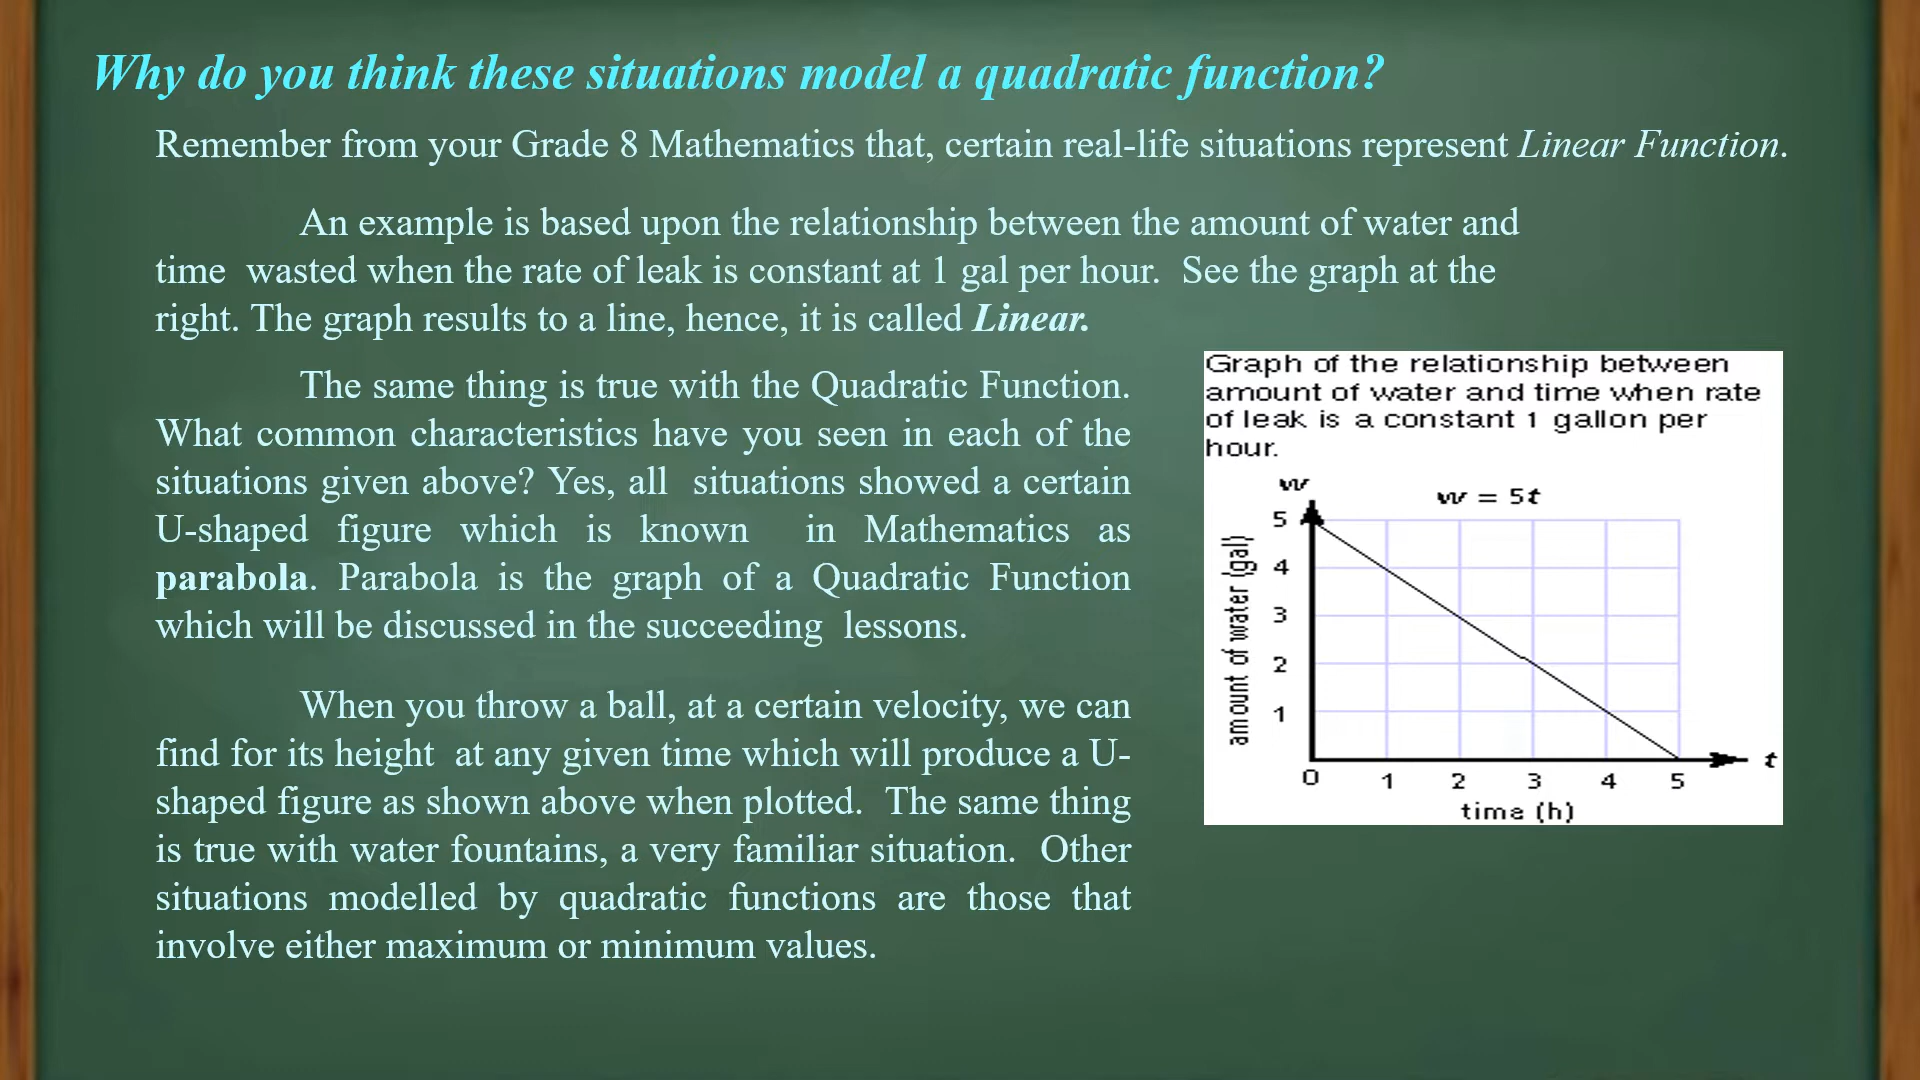 Why do you think these situations model a quadratic function?
Remember from your Grade 8 Mathematics that, certain real-life situations represent Linear Function.
An example is based upon the relationship between the amount of water and
time wasted when the rate of leak is constant at 1 gal per hour. See the graph at the
right. The graph results to a line, hence, it is called Linear.
The same thing is true with the Quadratic Function.
What common characteristics have you seen in each of the
situations given above? Yes, all situations showed a certain
U-shaped figure which is known in Mathematics as
parabola. Parabola is the graph of a Quadratic Function
which will be discussed in the succeeding lessons.
When you throw a ball, at a certain velocity, we can
find for its height at any given time which will produce a U-
shaped figure as shown above when plotted. The same thing
is true with water fountains, a very familiar situation. Other
situations modelled by quadratic functions are those that
involve either maximum or minimum values.
Graph of the relationship between
amount of water and time when rate
of leak is a constant 1 gallon per
hour.
w
w = 5t
5
4
3
2
1
amount of water (gal)
t
0 1 2 3 4 5
time (h)